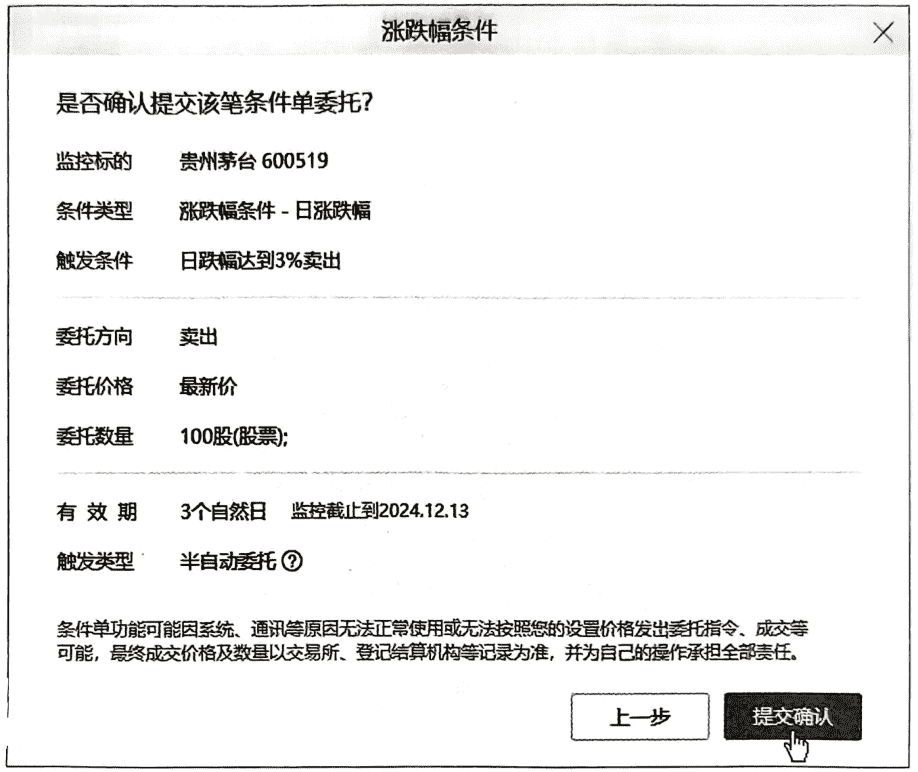 涨跌幅条件
是否确认提交该笔条件单委托?
监控标的 贵州茅台 600519
条件类型 涨跌幅条件 - 日涨跌幅
触发条件 日跌幅达到3%卖出
委托方向 卖出
委托价格 最新价
委托数量 100股(股票);
有 效 期 3个自然日 监控截止到2024.12.13
触发类型 半自动委托?
条件单功能可能因系统、通讯等原因无法正常使用或无法按照您的设置价格发出委托指令、成交等
可能，最终成交价格及数量以交易所、登记结算机构等记录为准，并为自己的操作承担全部责任。
上一步 提交确认